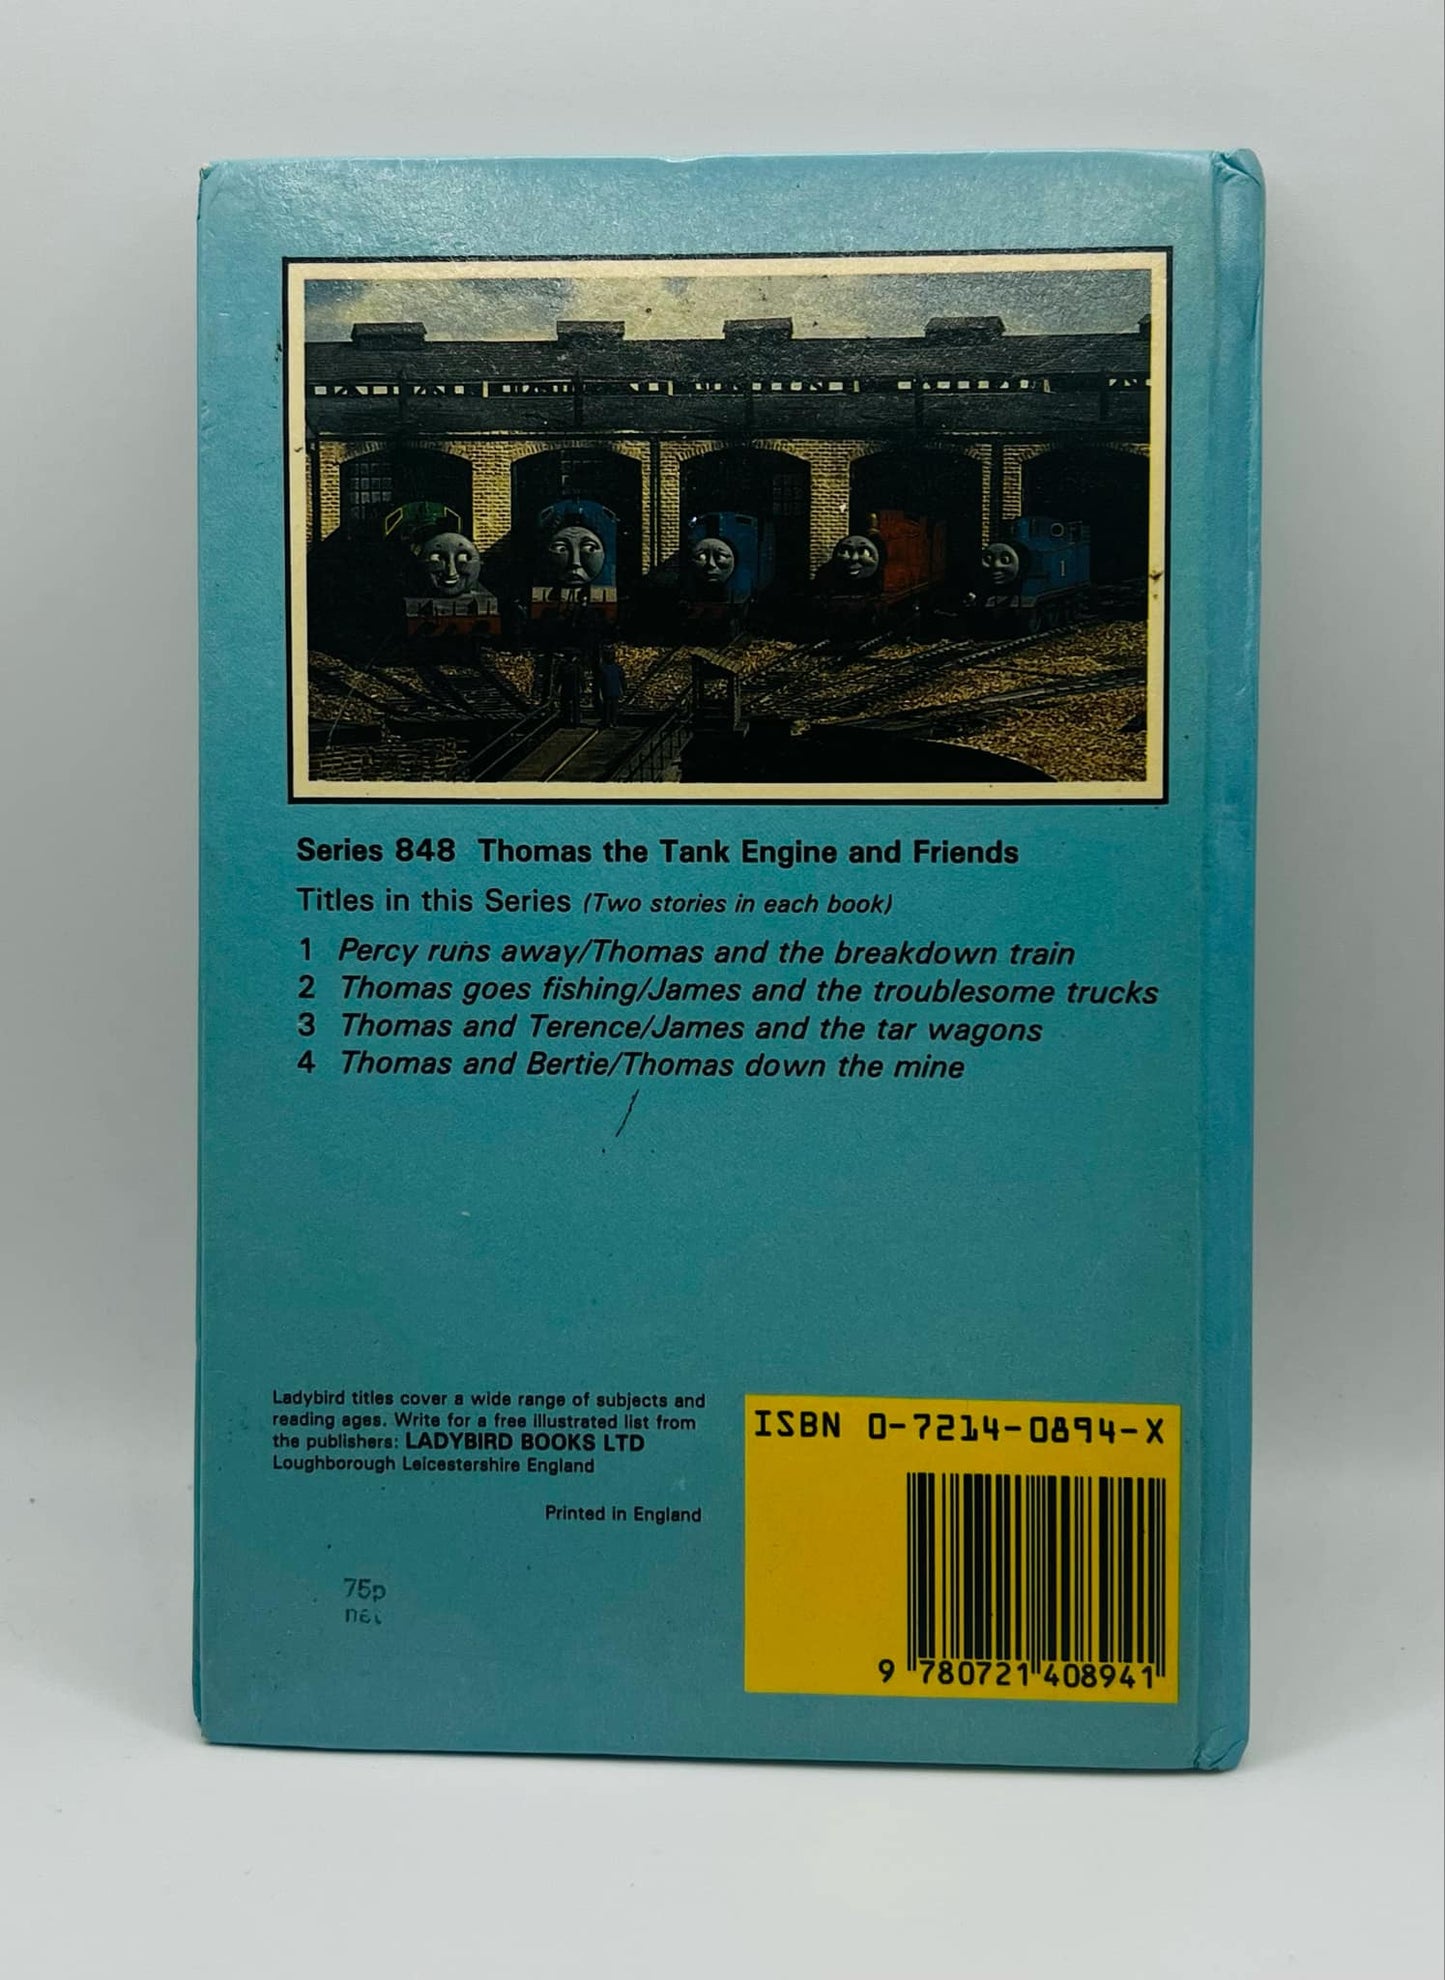 1
Series 848 Thomas the Tank Engine and Friends
Titles in this Series (Two stories in each book)
1 Percy runs away/Thomas and the breakdown train
2 Thomas goes fishing/James and the troublesome trucks
3 Thomas and Terence/James and the tar wagons
4 Thomas and Bertie/Thomas down the mine
Ladybird titles cover a wide range of subjects and
reading ages. Write for a free illustrated list from
the publishers: LADYBIRD BOOKS LTD
Loughborough Leicestershire England
Printed in England
75p
net
ISBN 0-7214-0894-X
9 780721 408941